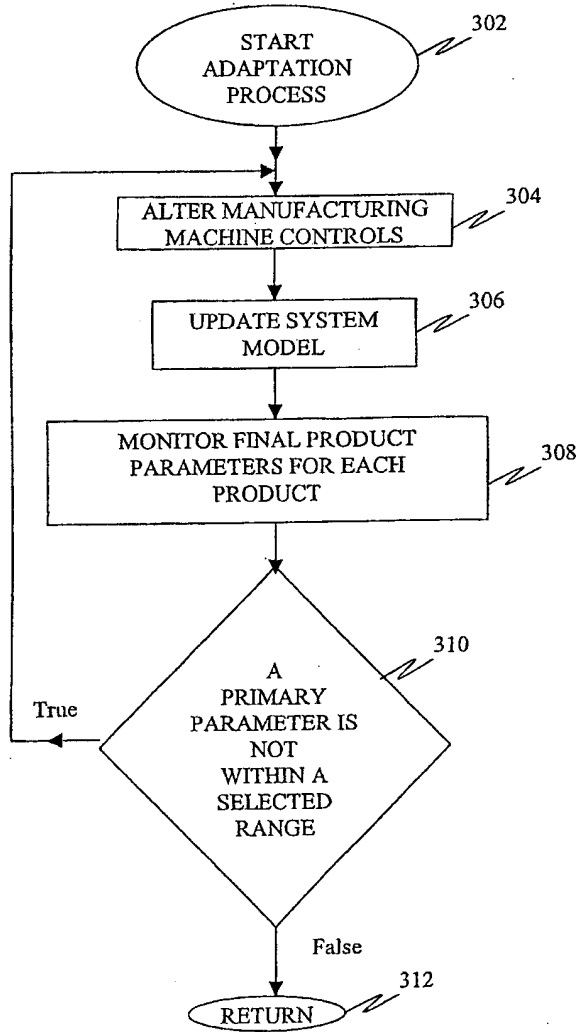 302
START
ADAPTATION
PROCESS
304
ALTER MANUFACTURING
MACHINE CONTROLS
306
UPDATE SYSTEM
MODEL
MONITOR FINAL PRODUCT
PARAMETERS FOR EACH
PRODUCT
308
310
A
PRIMARY
PARAMETER IS
NOT
WITHIN A
SELECTED
RANGE
True
False
312
RETURN